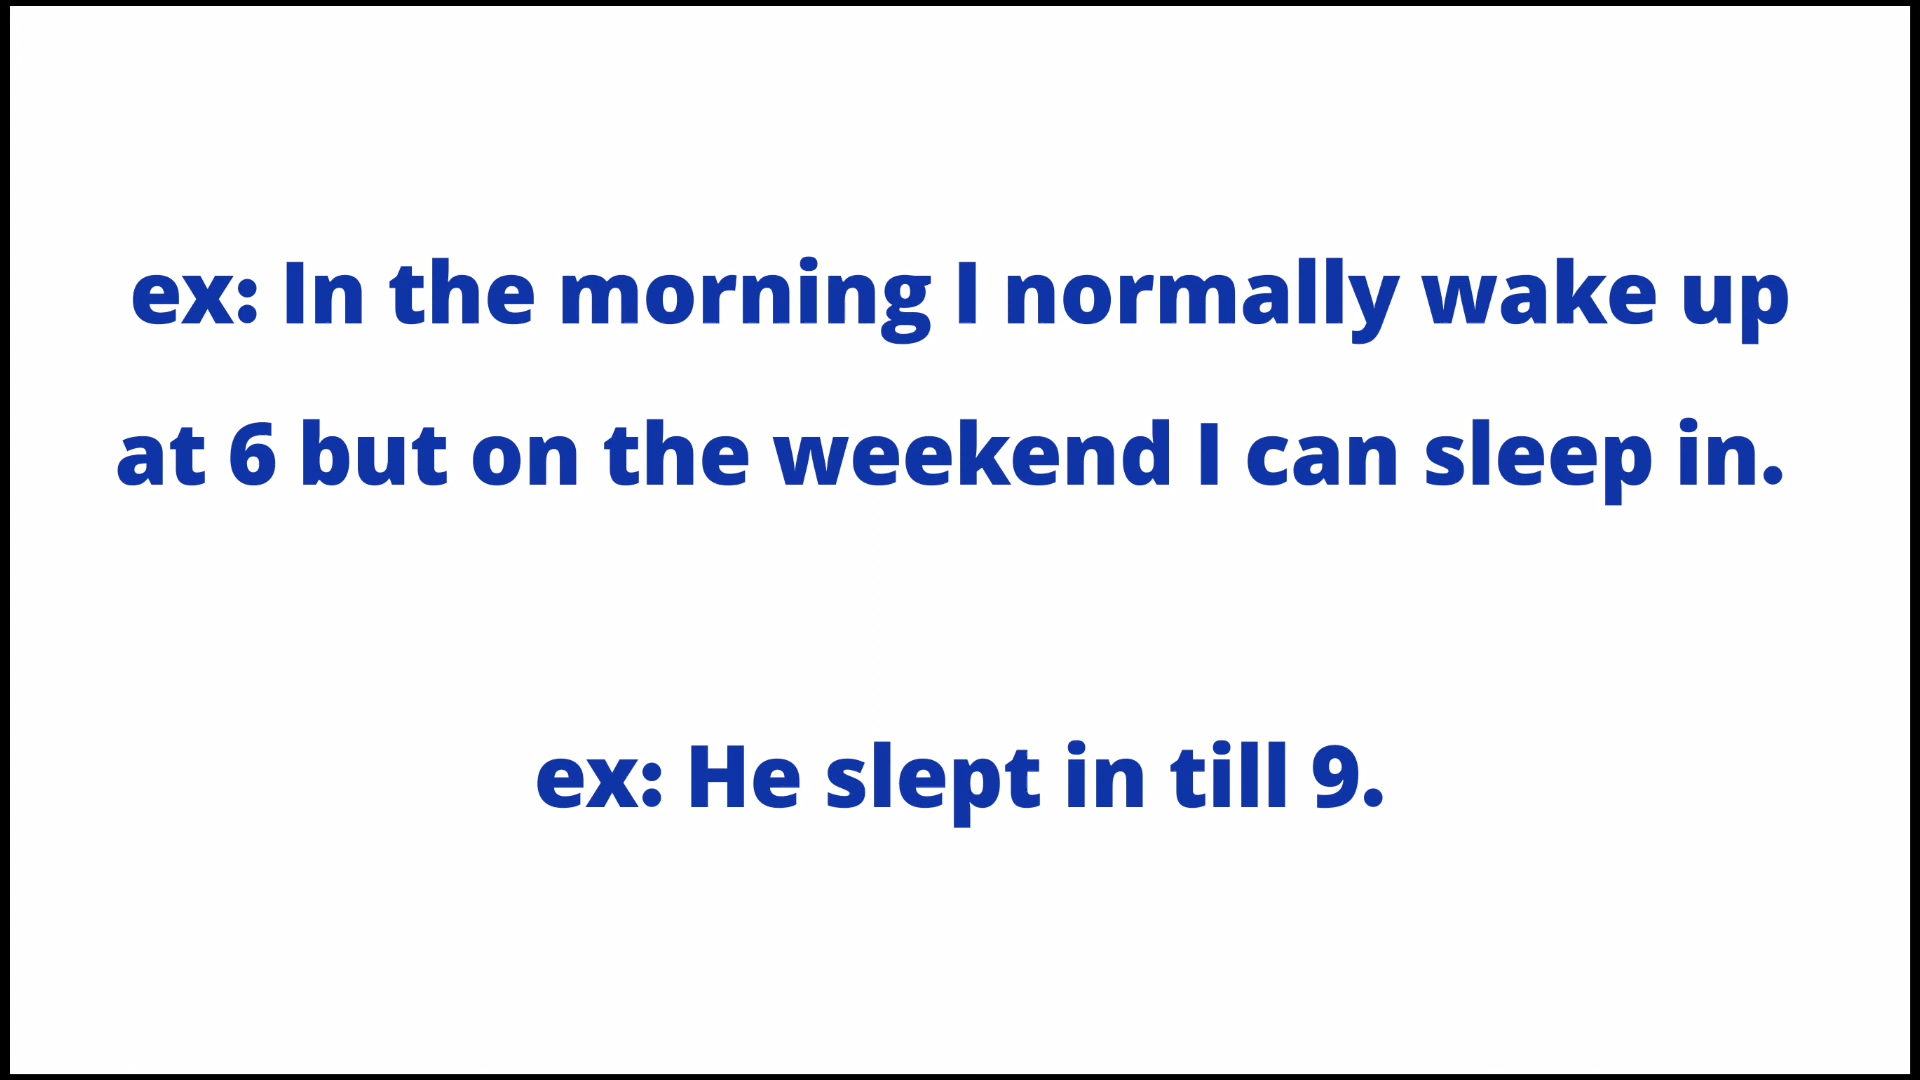 ex: In the morning I normally wake up
at 6 but on the weekend I can sleep in.
ex: He slept in till 9.